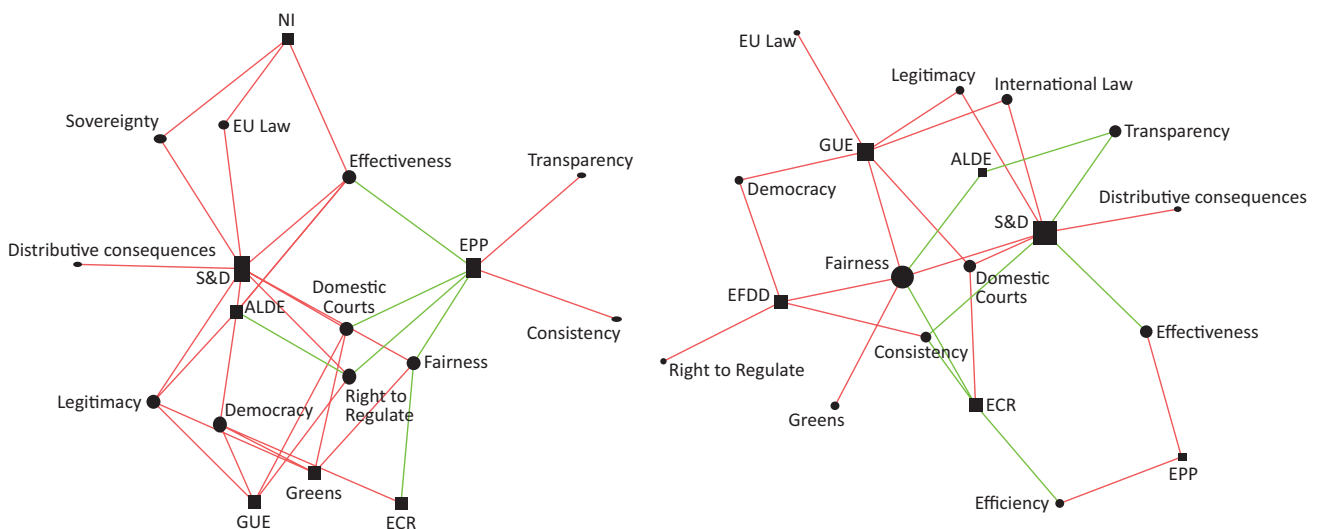 NI
Sovereignty
EU Law
Effectiveness
Transparency
Distributive consequences
S&D
EPP
ALDE
Domestic
Courts
Consistency
Fairness
Right to
Regulate
Legitimacy
Democracy
Greens
GUE
ECR
EU Law
Legitimacy
International Law
Transparency
GUE
ALDE
Democracy
Distributive consequences
S&D
Fairness
Domestic
Courts
EFDD
Effectiveness
Consistency
Right to Regulate
Greens
ECR
EPP
Efficiency